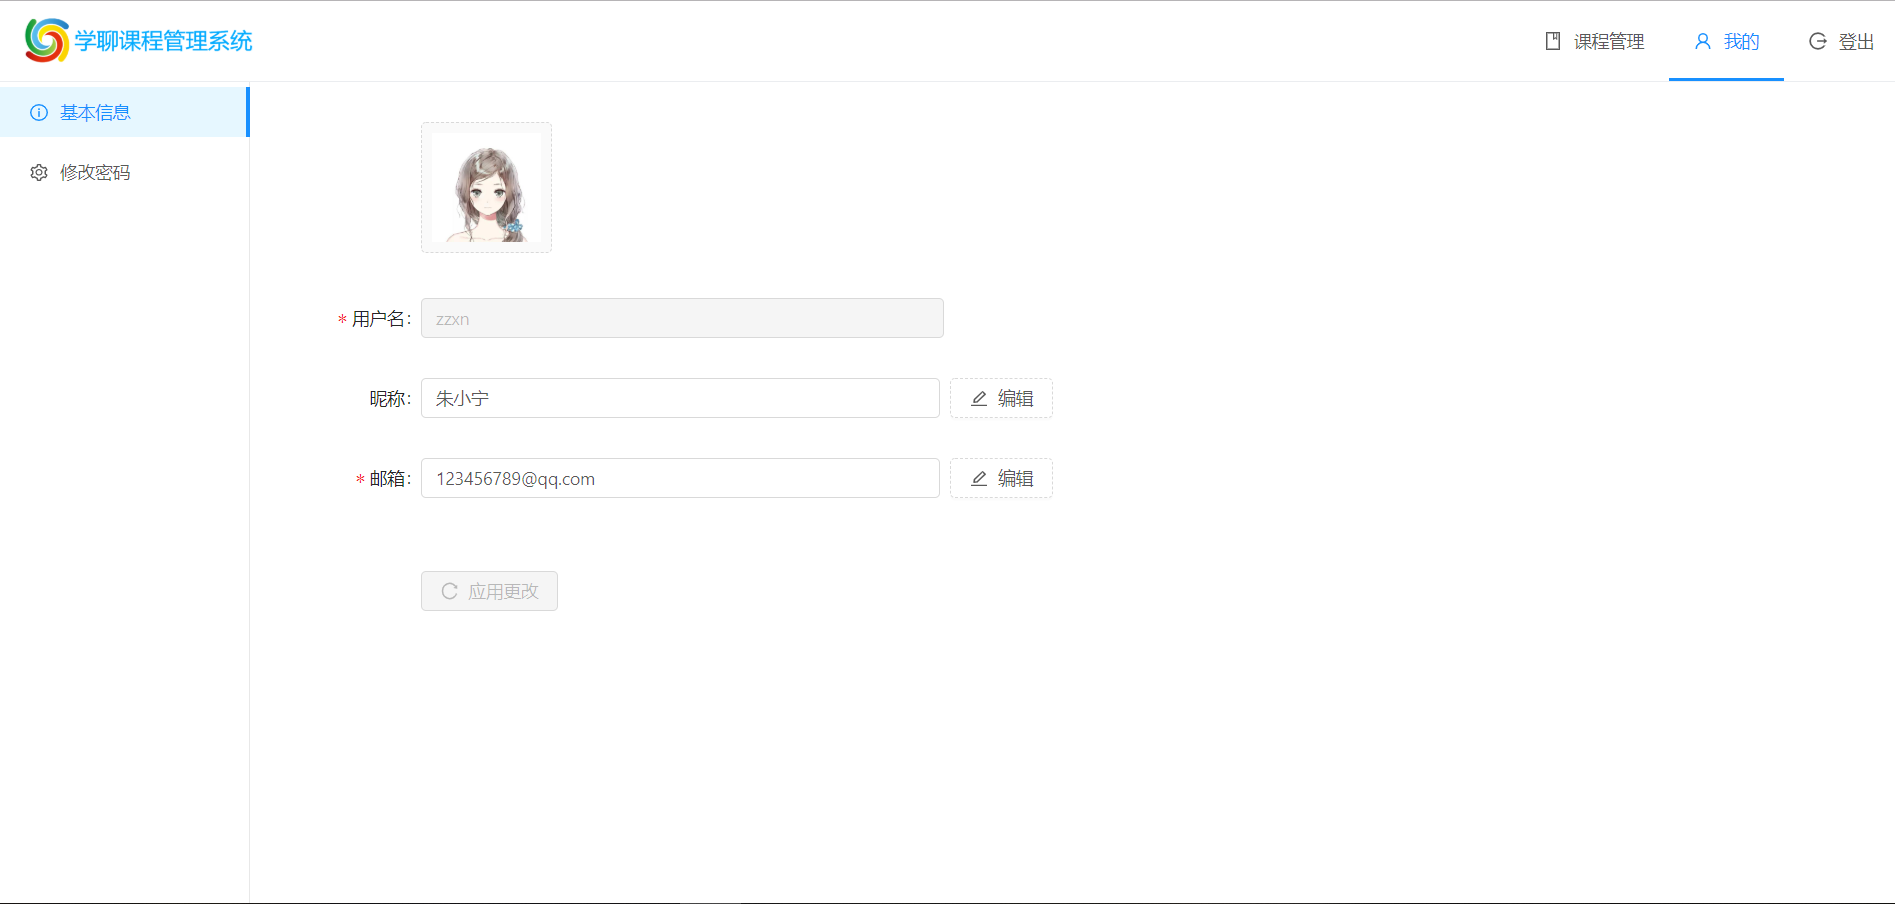 学聊课程管理系统
课程管理
我的
登出
基本信息
修改密码
* 用户名:
zzxn
昵称:
朱小宁
编辑
* 邮箱:
123456789@qq.com
编辑
应用更改